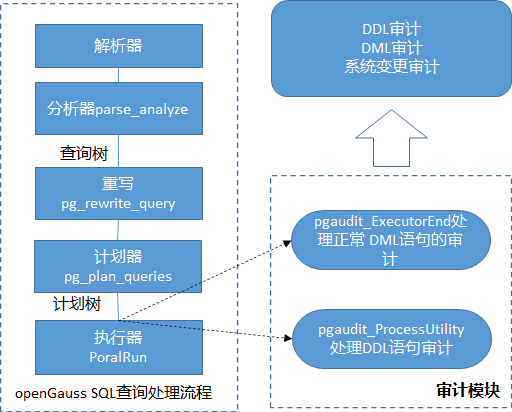 解析器
分析器parse_analyze
查询树
重写
pg_rewrite_query
计划器
pg_plan_queries
计划树
执行器
PoralRun
openGauss SQL查询处理流程
DDL审计
DML审计
系统变更审计
pgaudit_ExecutorEnd处
理正常 DML语句的审
计
pgaudit_ProcessUtility
处理DDL语句审计
审计模块